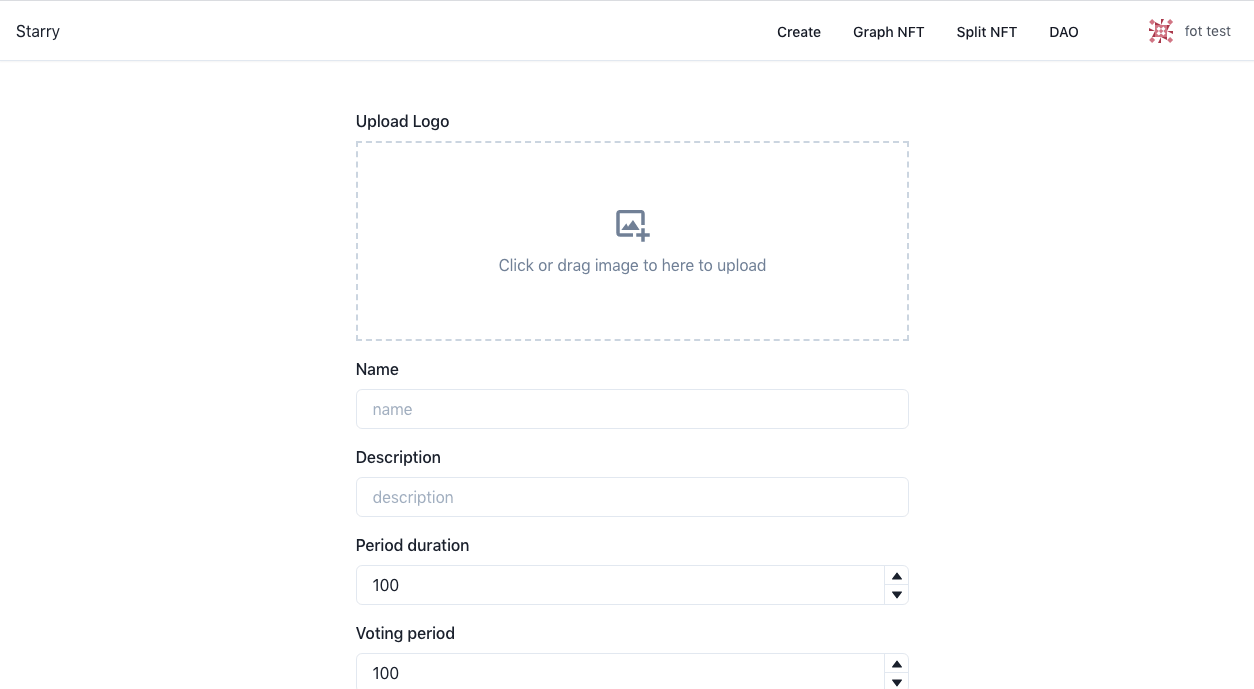 Starry
Create Graph NFT Split NFT DAO fot test
Upload Logo
Click or drag image to here to upload
Name
name
Description
description
Period duration
100
Voting period
100